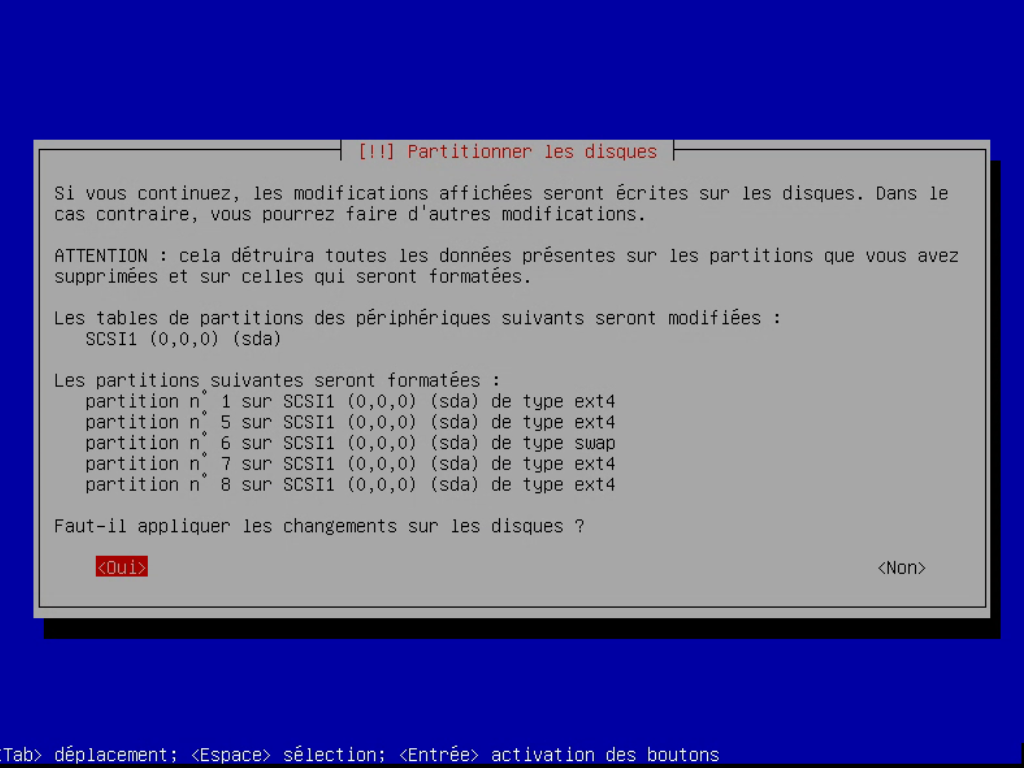 [!!] Partitionner les disques
Si vous continuez, les modifications affichées seront écrites sur les disques. Dans le
cas contraire, vous pourrez faire d'autres modifications.
ATTENTION : cela détruira toutes les données présentes sur les partitions que vous avez
supprimées et sur celles qui seront formatées.
Les tables de partitions des périphériques suivants seront modifiées :
SCSI1 (0,0,0) (sda)
Les partitions suivantes seront formatées :
partition n° 1 sur SCSI1 (0,0,0) (sda) de type ext4
partition n° 5 sur SCSI1 (0,0,0) (sda) de type ext4
partition n° 6 sur SCSI1 (0,0,0) (sda) de type swap
partition n° 7 sur SCSI1 (0,0,0) (sda) de type ext4
partition n° 8 sur SCSI1 (0,0,0) (sda) de type ext4
Faut-il appliquer les changements sur les disques ?
<Oui> <Non>
<Tab> déplacement; <Espace> sélection; <Entrée> activation des boutons